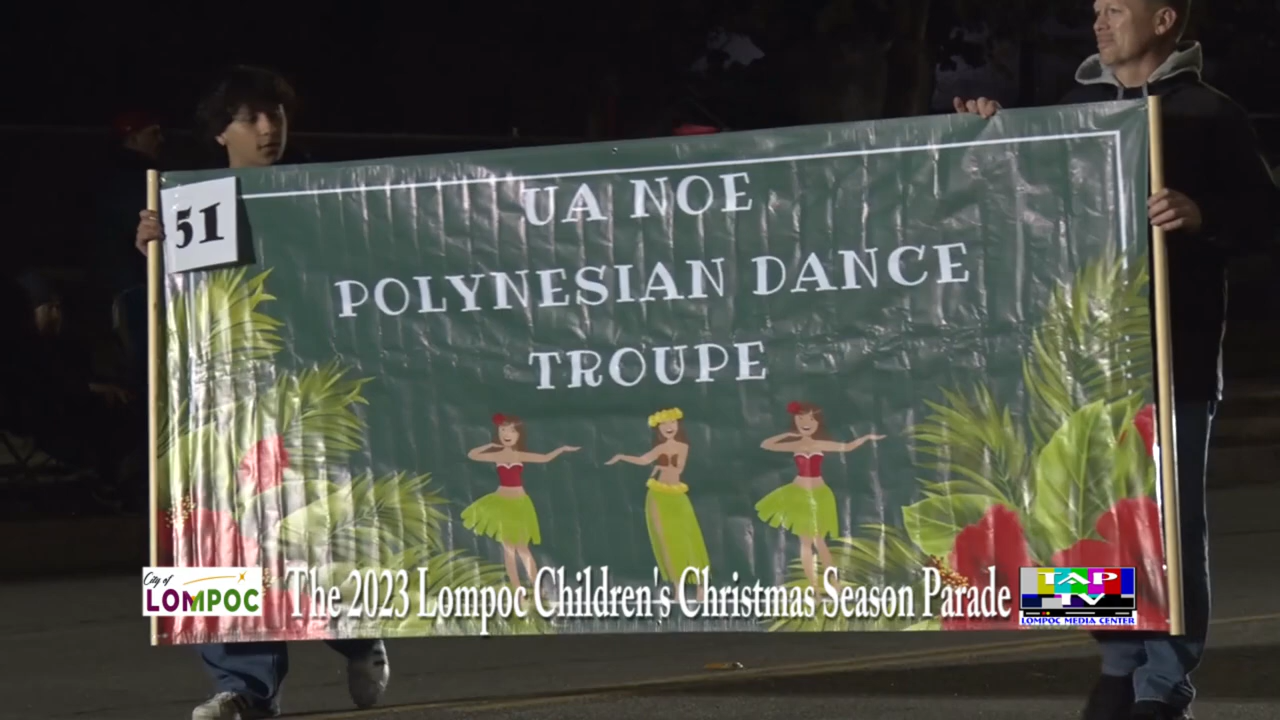 51
UA NOE
POLYNESIAN DANCE
TROUPE
City of
LOMPOC
The 2023 Lompoc Children's Christmas Season Parade
TAP
TV
LOMPOC MEDIA CENTER